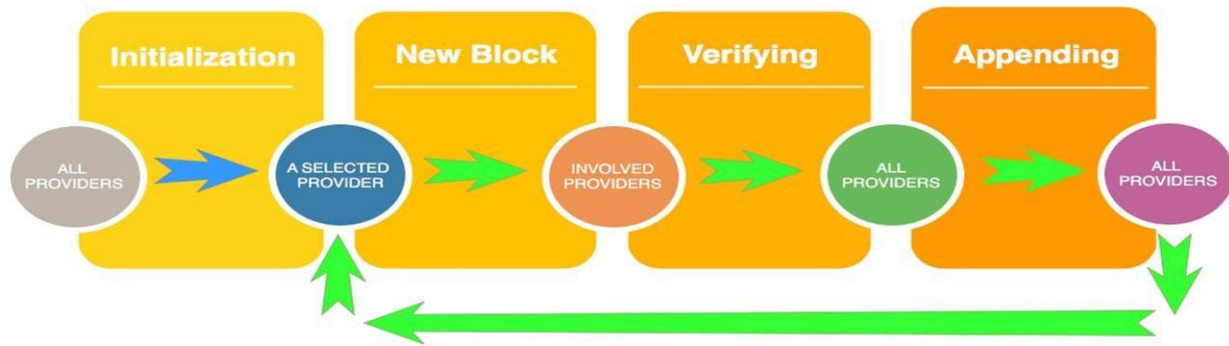 Initialization
New Block
Verifying
Appending
ALL
PROVIDERS
A SELECTED
PROVIDER
INVOLVED
PROVIDERS
ALL
PROVIDERS
ALL
PROVIDERS